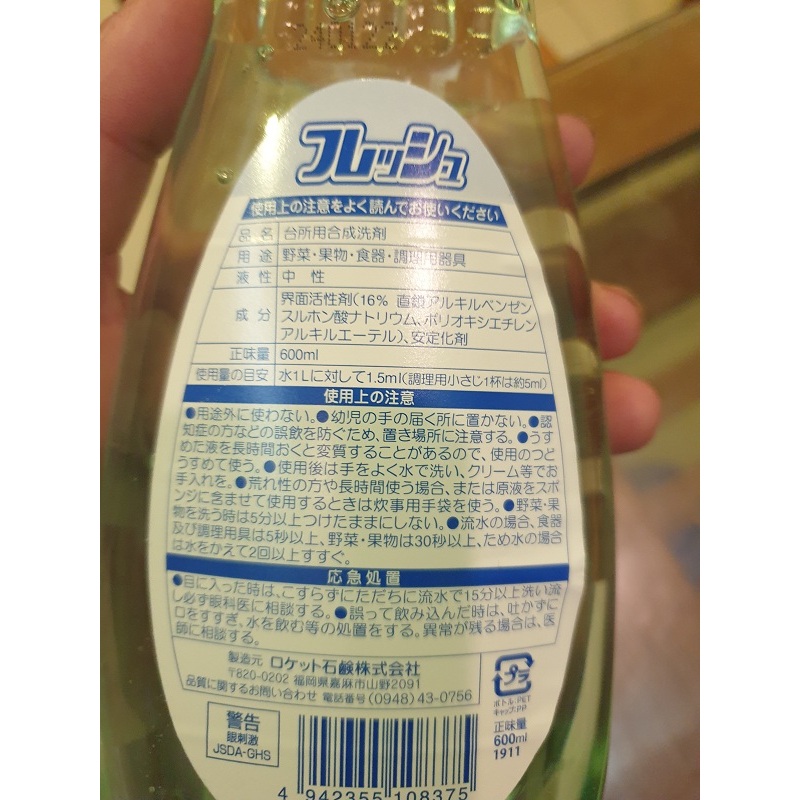 240122
フレッシュ
使用上の注意をよく読んでお使いください
品名 台所用合成洗剤
用途 野菜・果物・食器・調理用器具
液性 中性
成分 界面活性剤(16% 直鎖アルキルベンゼン
スルホン酸ナトリウム、ポリオキシエチレン
アルキルエーテル)、安定化剤
正味量 600ml
使用量の目安 水1Lに対して1.5ml(調理用小さじ1杯は約5ml)
使用上の注意
●用途外に使わない。●幼児の手の届く所に置かない。●認
知症の方などの誤飲を防ぐため、置き場所に注意する。●うす
めた液を長時間おくと変質することがあるので、使用のつど
うすめて使う。●使用後は手をよく水で洗い、クリーム等でお
手入れを。●荒れ性の方や長時間使う場合、または原液をスポ
ンジに含ませて使用するときは炊事用手袋を使う。●野菜・果
物を洗う時は5分以上つけたままにしない。●流水の場合、食器
及び調理用具は5秒以上、野菜・果物は30秒以上、ため水の場合
は水をかえて2回以上すすぐ。
応急処置
●目に入った時は、こすらずにただちに流水で15分以上洗い流
し必ず眼科医に相談する。●誤って飲み込んだ時は、吐かずに
口をすすぎ、水を飲む等の処置をする。異常が残る場合は、医
師に相談する。
製造元 ロケット石鹸株式会社
〒820-0202 福岡県嘉麻市山野2091
品質に関するお問い合わせ 電話番号(0948)43-0756
プラ
ボトル:PET
キャップ:PP
正味量
600ml
1911
警告
眼刺激
JSDA-GHS
4 942355 108375